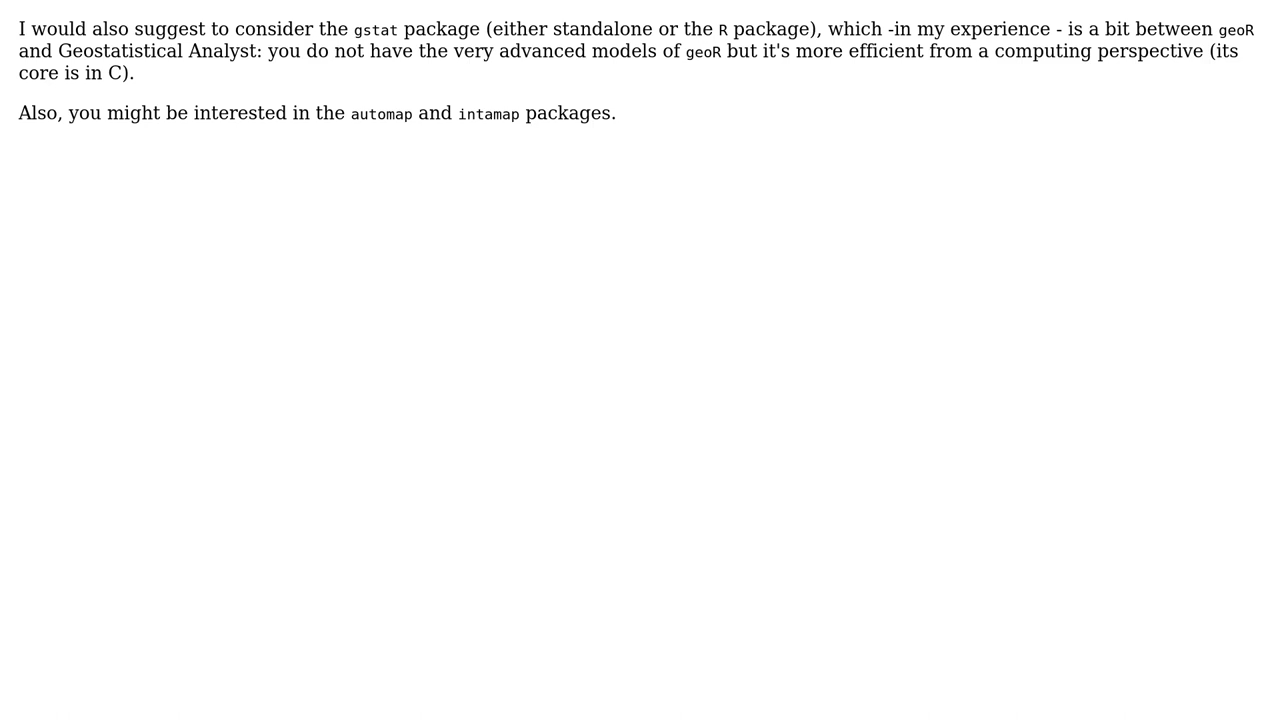 I would also suggest to consider the gstat package (either standalone or the R package), which -in my experience - is a bit between geoR
and Geostatistical Analyst: you do not have the very advanced models of geoR but it's more efficient from a computing perspective (its
core is in C).
Also, you might be interested in the automap and intamap packages.